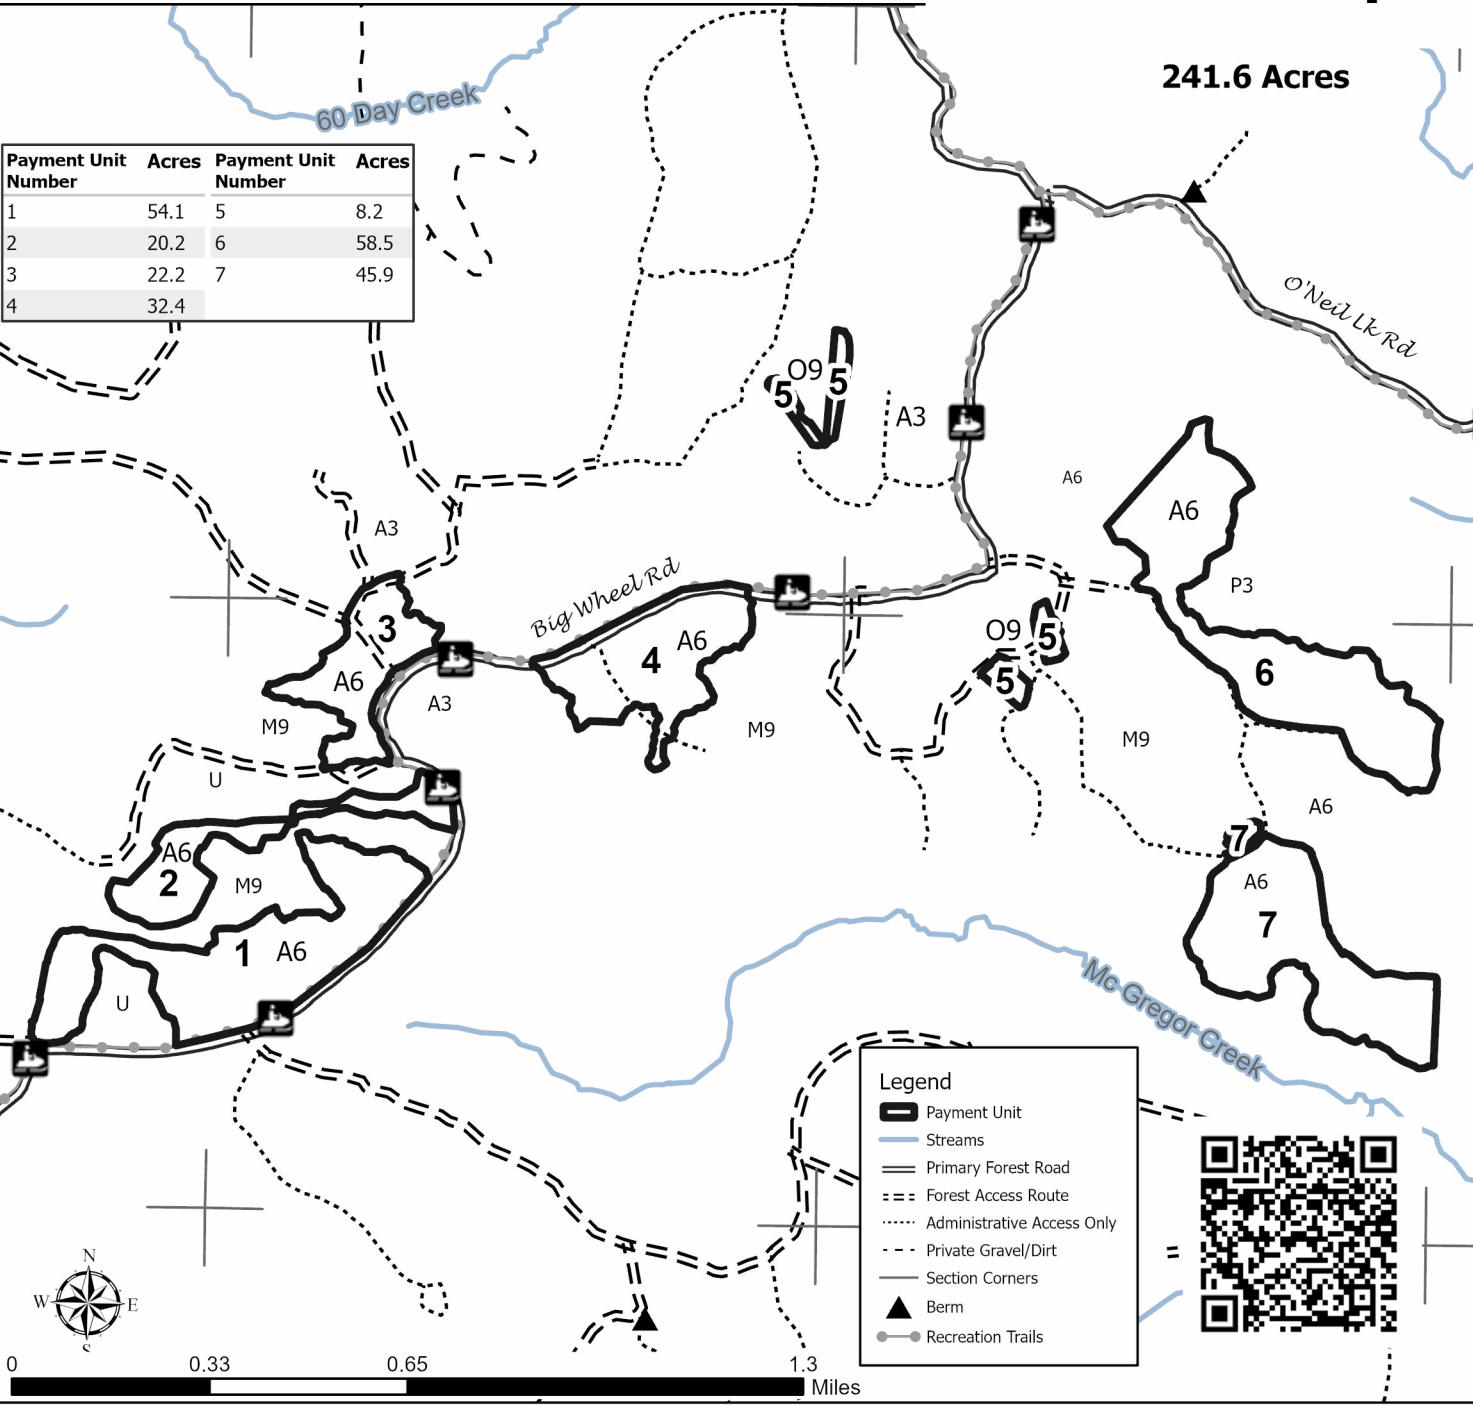 241.6 Acres
60 Day Creek
Payment Unit Number Acres Payment Unit Number Acres
1 54.1 5 8.2
2 20.2 6 58.5
3 22.2 7 45.9
4 32.4
O'Neil Lk Rd
O9
5
5
A3
A6
A6
A3
P3
Big Wheel Rd
3
A6
4
O9
5
5
6
A6
A3
M9
M9
M9
U
A6
7
A6
2
M9
A6
7
1
A6
U
Mc Gregor Creek
Legend
Payment Unit
Streams
Primary Forest Road
Forest Access Route
Administrative Access Only
Private Gravel/Dirt
Section Corners
Berm
Recreation Trails
N
W E
S
0 0.33 0.65 1.3
Miles